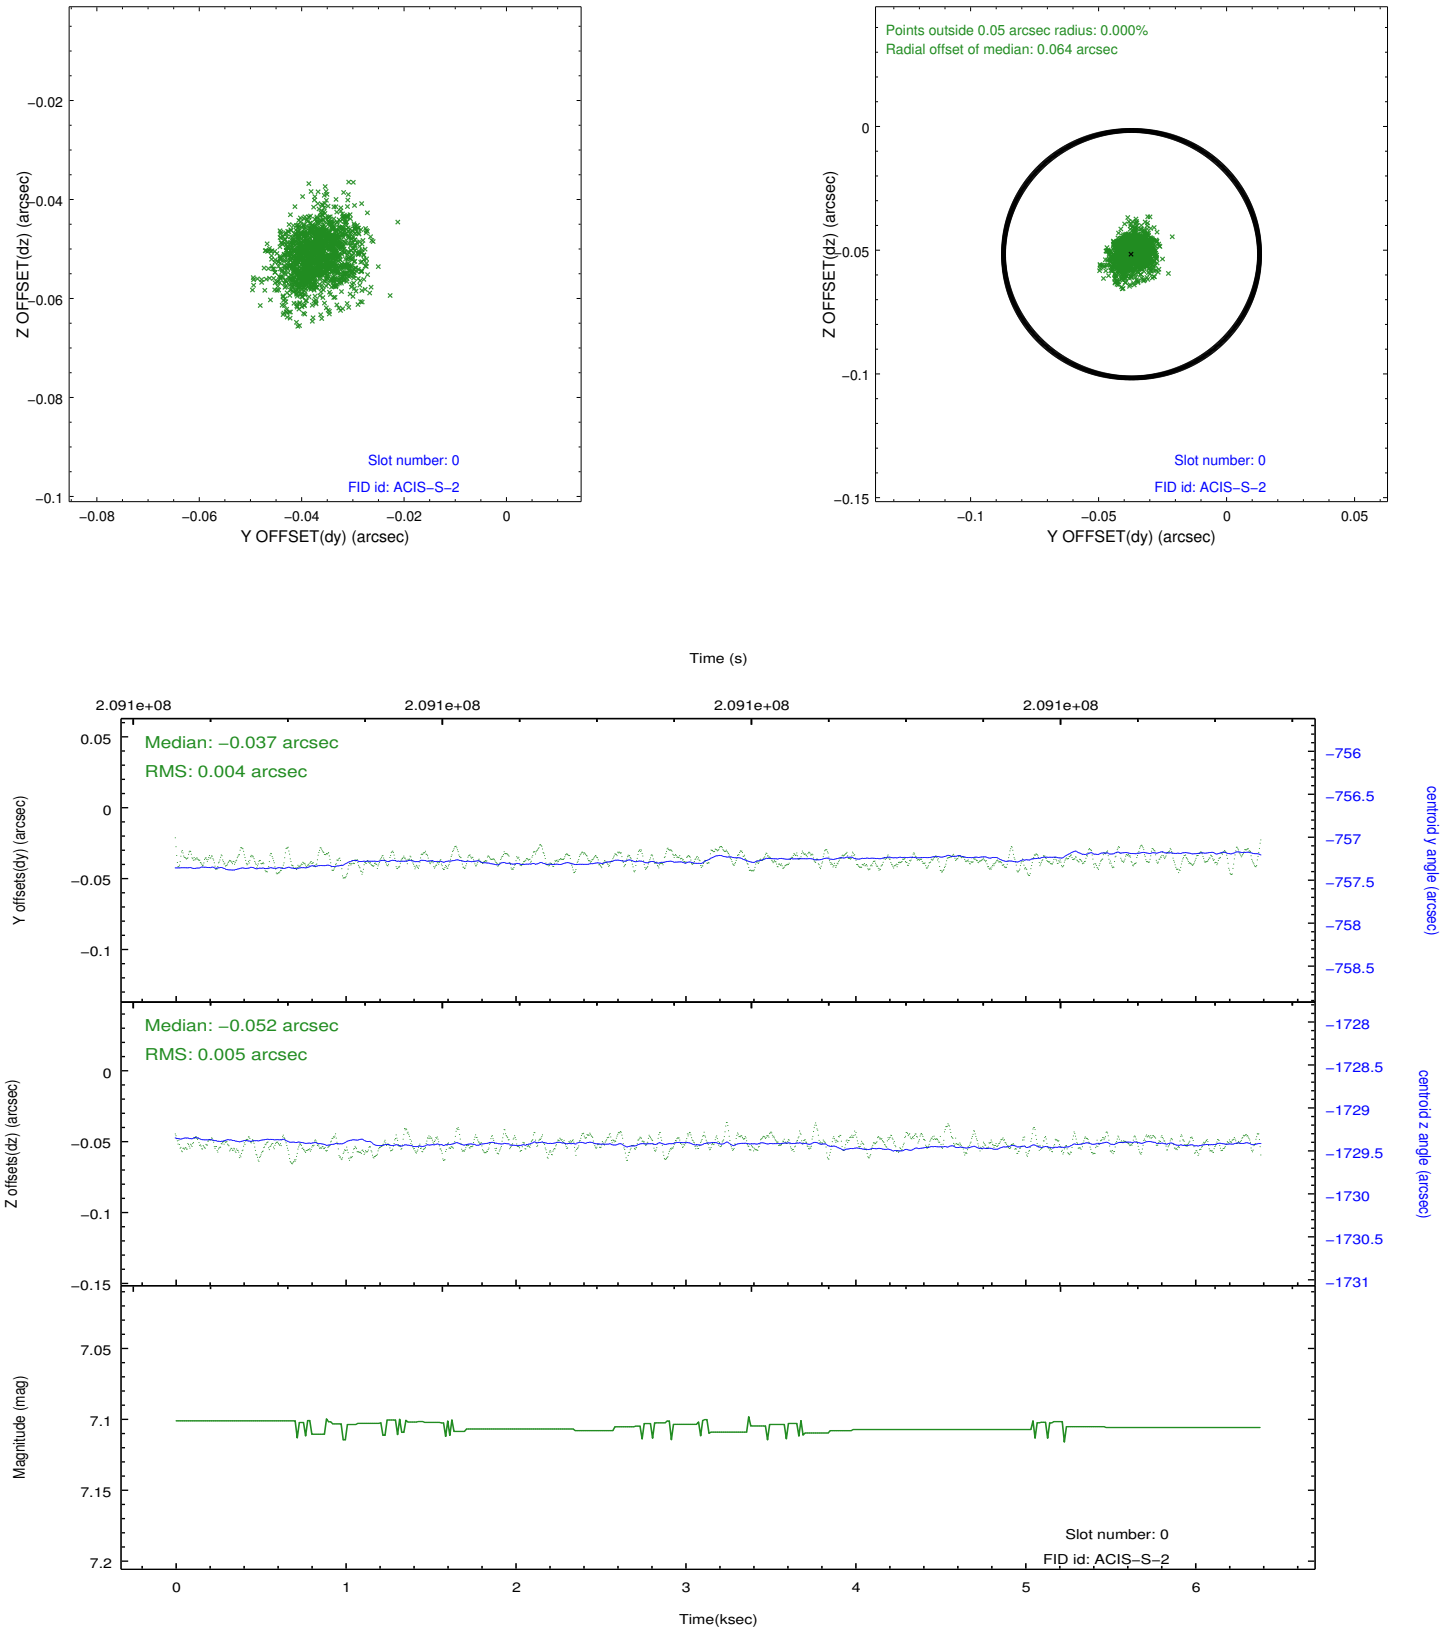 −0.02
−0.04
−0.06
−0.08
−0.1
Z OFFSET(dz) (arcsec)
Slot number: 0
FID id: ACIS−S−2
−0.08
−0.06
−0.04
−0.02
0
Y OFFSET(dy) (arcsec)
Points outside 0.05 arcsec radius: 0.000%
Radial offset of median: 0.064 arcsec
0
−0.05
−0.1
−0.15
Z OFFSET(dz) (arcsec)
Slot number: 0
FID id: ACIS−S−2
−0.1
−0.05
0
0.05
Y OFFSET(dy) (arcsec)
Time (s)
2.091e+08
2.091e+08
2.091e+08
2.091e+08
Median: −0.037 arcsec
RMS: 0.004 arcsec
0.05
0
−0.05
−0.1
Y offsets(dy) (arcsec)
−756
−756.5
−757
−757.5
−758
−758.5
centroid y angle (arcsec)
Median: −0.052 arcsec
RMS: 0.005 arcsec
0
−0.05
−0.1
−0.15
Z offsets(dz) (arcsec)
−1728
−1728.5
−1729
−1729.5
−1730
−1730.5
−1731
centroid z angle (arcsec)
7.05
7.1
7.15
7.2
Magnitude (mag)
Slot number: 0
FID id: ACIS−S−2
0
1
2
3
4
5
6
Time(ksec)